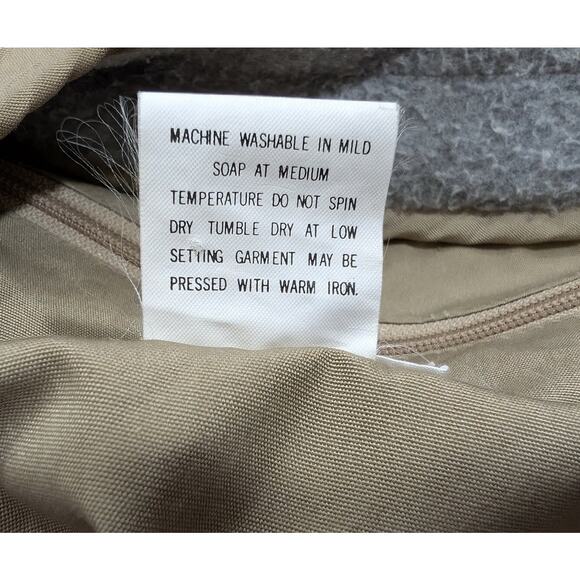 MACHINE WASHABLE IN MILD
SOAP AT MEDIUM
TEMPERATURE DO NOT SPIN
DRY TUMBLE DRY AT LOW
SETTING GARMENT MAY BE
PRESSED WITH WARM IRON.